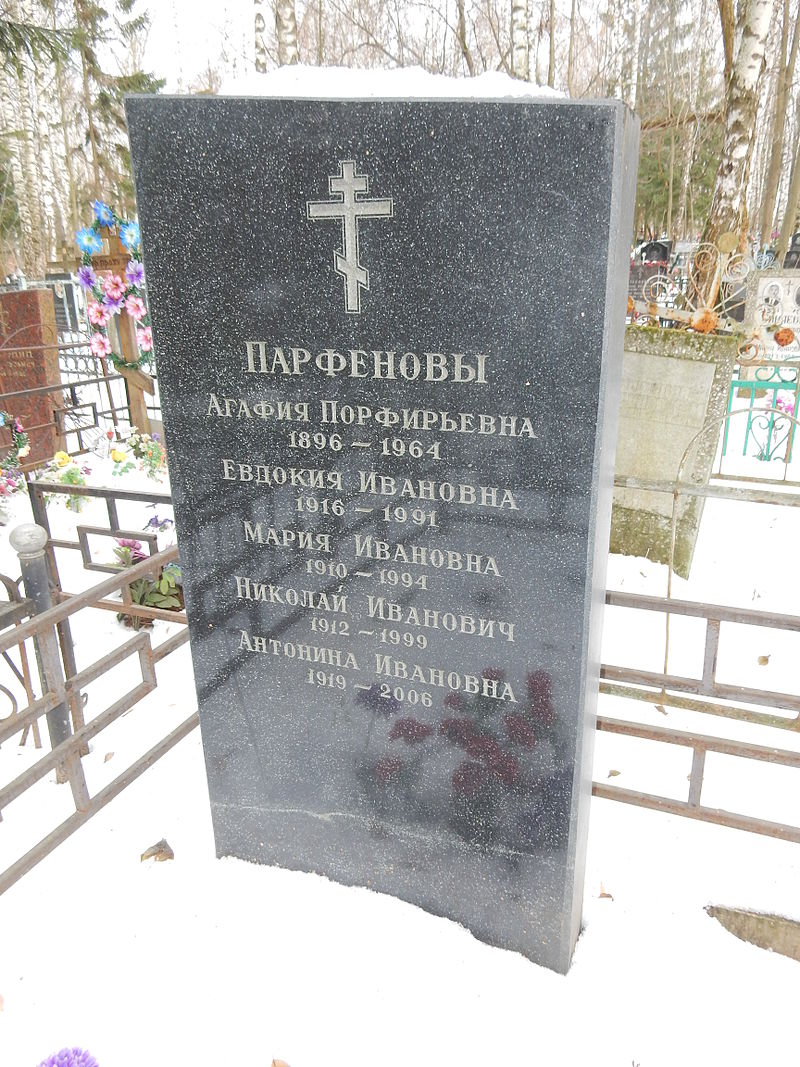 ПАРФЕНОВЫ
АГАФИЯ ПОРФИРЬЕВНА
1896 – 1964
ЕВДОКИЯ ИВАНОВНА
1916 – 1991
МАРИЯ ИВАНОВНА
1910 – 1994
НИКОЛАЙ ИВАНОВИЧ
1912 – 1999
АНТОНИНА ИВАНОВНА
1919 – 2006